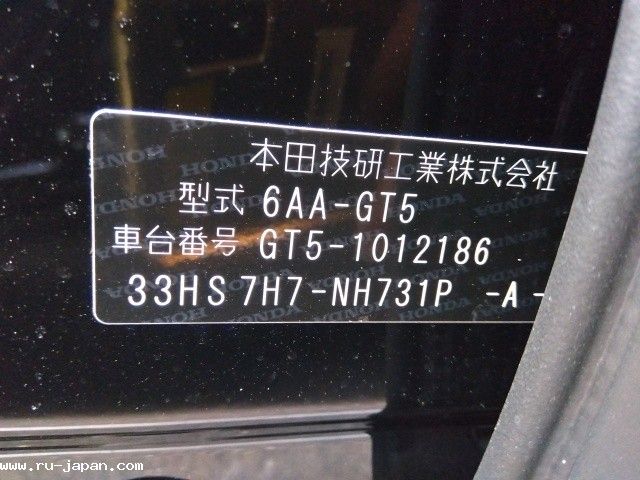 本田技研工業株式会社
型式 6AA-GT5
車台番号 GT5-1012186
33HS 7H7-NH731P -A -
www.ru-japan.com